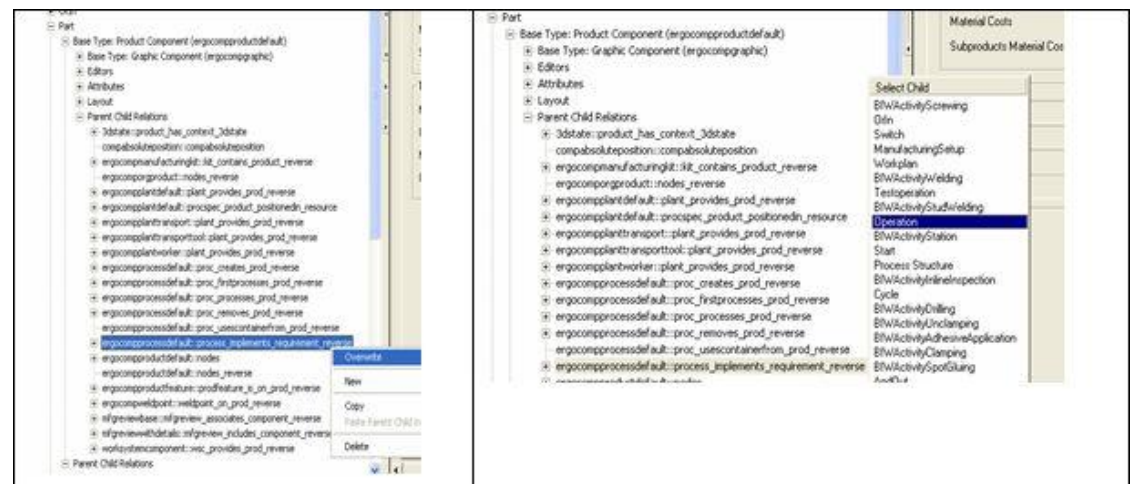 Part
Base Type: Product Component (ergocompproductdefault)
Base Type: Graphic Component (ergocompgraphic)
Editors
Attributes
Layout
Parent Child Relations
3dstate::product_has_context_3dstate
compabsoluteposition::compabsoluteposition
ergocompmanufacturingkit::kit_contains_product_reverse
ergocomporgproduct::nodes_reverse
ergocompplantdefault::plant_provides_prod_reverse
ergocompplantdefault::procspec_product_positionedin_resource
ergocompplanttransport::plant_provides_prod_reverse
ergocompplanttransporttool::plant_provides_prod_reverse
ergocompplantworker::plant_provides_prod_reverse
ergocompprocessdefault::proc_creates_prod_reverse
ergocompprocessdefault::proc_firstprocesses_prod_reverse
ergocompprocessdefault::proc_processes_prod_reverse
ergocompprocessdefault::proc_removes_prod_reverse
ergocompprocessdefault::proc_usescontainerfrom_prod_reverse
ergocompprocessdefault::process_implements_requirement_reverse
ergocompproductdefault::nodes
ergocompproductdefault::nodes_reverse
ergocompproductfeature::prodfeature_is_on_prod_reverse
ergocompweldpoint::weldpoint_on_prod_reverse
mfgreviewbase::mfgreview_associates_component_reverse
mfgreviewwithdetails::mfgreview_includes_component_reverse
worksystemcomponent::wsc_provides_prod_reverse
Parent Child Relations
Overwrite
New
Copy
Paste Parent Child
Delete
Part
Base Type: Product Component (ergocompproductdefault)
Base Type: Graphic Component (ergocompgraphic)
Editors
Attributes
Layout
Parent Child Relations
3dstate::product_has_context_3dstate
compabsoluteposition::compabsoluteposition
ergocompmanufacturingkit::kit_contains_product_reverse
ergocomporgproduct::nodes_reverse
ergocompplantdefault::plant_provides_prod_reverse
ergocompplantdefault::procspec_product_positionedin_resource
ergocompplanttransport::plant_provides_prod_reverse
ergocompplanttransporttool::plant_provides_prod_reverse
ergocompplantworker::plant_provides_prod_reverse
ergocompprocessdefault::proc_creates_prod_reverse
ergocompprocessdefault::proc_firstprocesses_prod_reverse
ergocompprocessdefault::proc_processes_prod_reverse
ergocompprocessdefault::proc_removes_prod_reverse
ergocompprocessdefault::proc_usescontainerfrom_prod_reverse
ergocompprocessdefault::process_implements_requirement_reverse
Material Costs
Subproducts Material Cos
Select Child
BIWActivityScrewing
OrIn
Switch
ManufacturingSetup
Workplan
BIWActivityWelding
Testoperation
BIWActivityStudWelding
Operation
BIWActivityStation
Start
Process Structure
BIWActivityInlineInspection
Cycle
BIWActivityDrilling
BIWActivityUnclamping
BIWActivityAdhesiveApplication
BIWActivityClamping
BIWActivitySpotGluing
AndOut